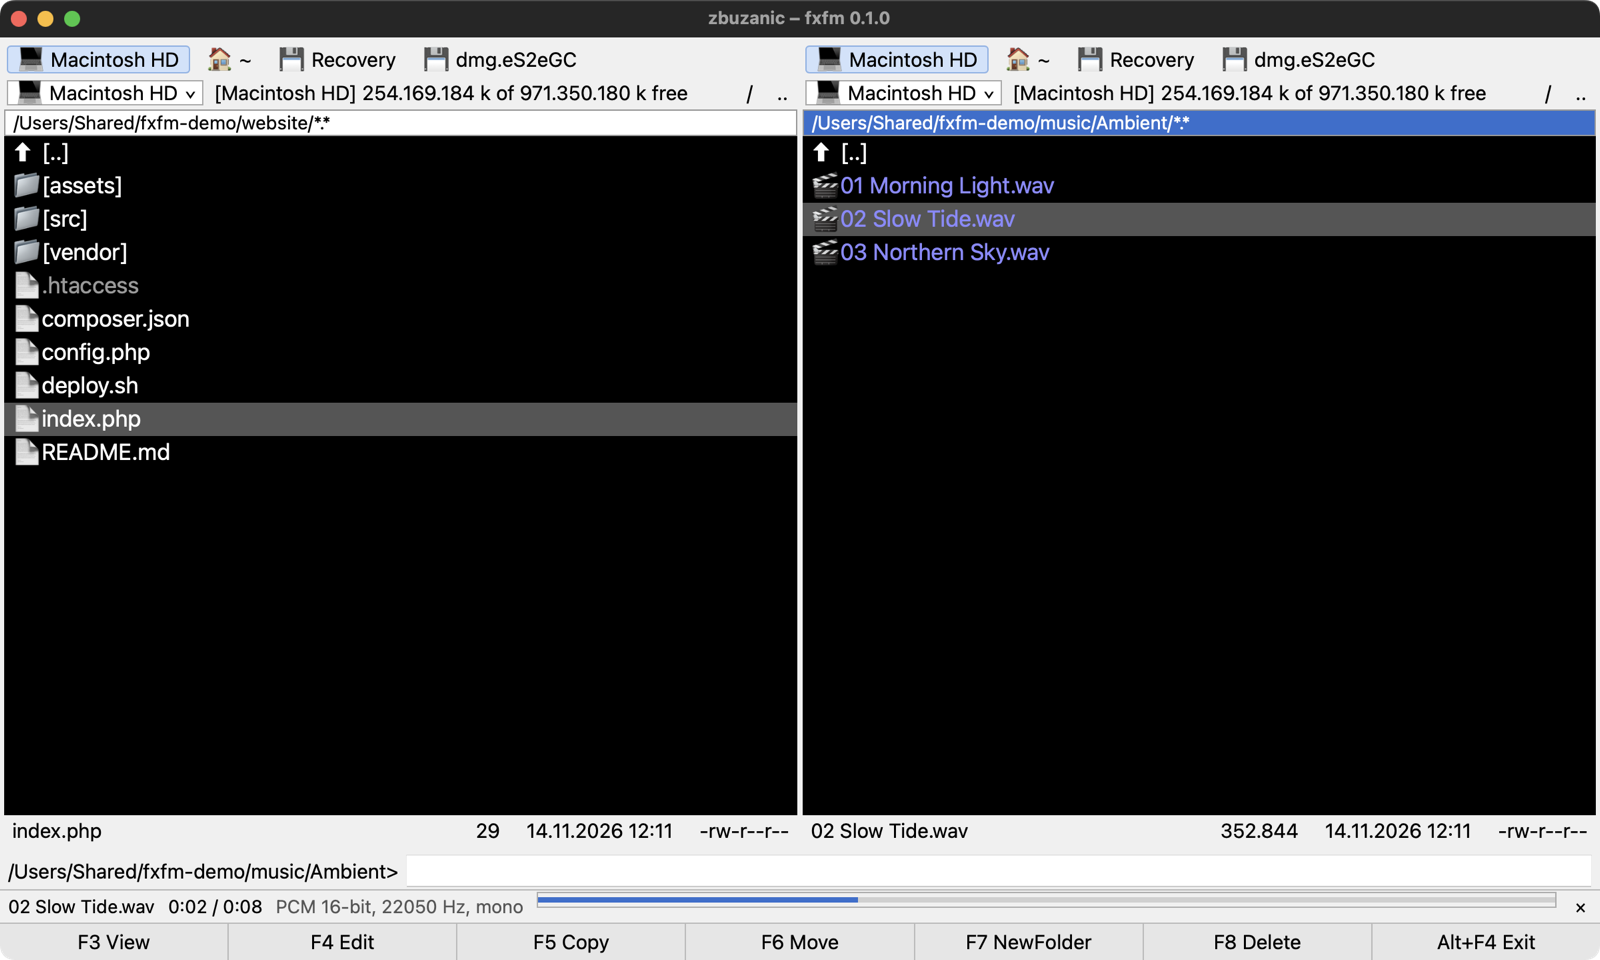 zbuzanic – fxfm 0.1.0
Macintosh HD ~ Recovery dmg.eS2eGC
Macintosh HD [Macintosh HD] 254.169.184 k of 971.350.180 k free / ..
/Users/Shared/fxfm-demo/website/*.*
[..]
[assets]
[src]
[vendor]
.htaccess
composer.json
config.php
deploy.sh
index.php
README.md
index.php 29 14.11.2026 12:11 -rw-r--r--
Macintosh HD ~ Recovery dmg.eS2eGC
Macintosh HD [Macintosh HD] 254.169.184 k of 971.350.180 k free / ..
/Users/Shared/fxfm-demo/music/Ambient/*.*
[..]
01 Morning Light.wav
02 Slow Tide.wav
03 Northern Sky.wav
02 Slow Tide.wav 352.844 14.11.2026 12:11 -rw-r--r--
/Users/Shared/fxfm-demo/music/Ambient>
02 Slow Tide.wav 0:02 / 0:08 PCM 16-bit, 22050 Hz, mono ×
F3 View F4 Edit F5 Copy F6 Move F7 NewFolder F8 Delete Alt+F4 Exit